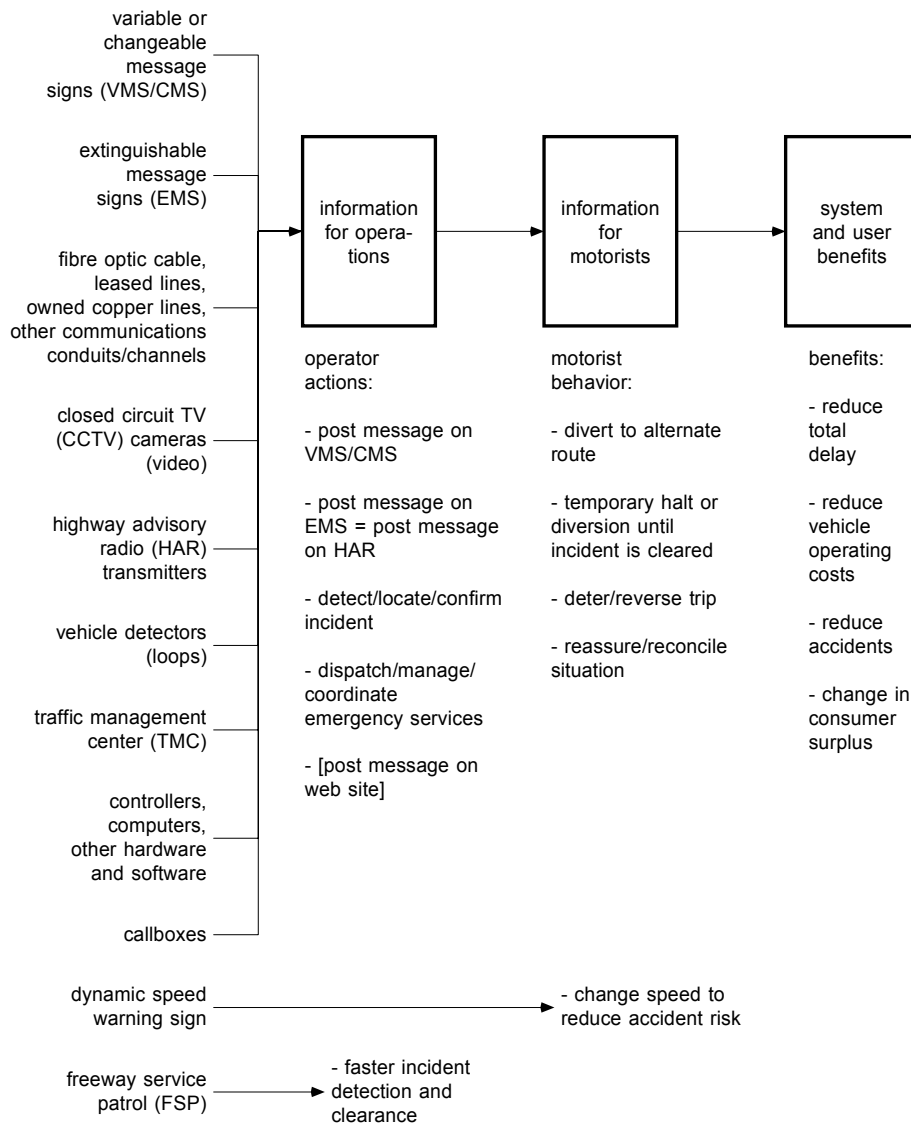 variable or
changeable
message
signs (VMS/CMS)
extinguishable
message
signs (EMS)
fibre optic cable,
leased lines,
owned copper lines,
other communications
conduits/channels
closed circuit TV
(CCTV) cameras
(video)
highway advisory
radio (HAR)
transmitters
vehicle detectors
(loops)
traffic management
center (TMC)
controllers,
computers,
other hardware
and software
callboxes
dynamic speed
warning sign
freeway service
patrol (FSP)
information
for opera-
tions
operator
actions:
- post message on
VMS/CMS
- post message on
EMS = post message
on HAR
- detect/locate/confirm
incident
- dispatch/manage/
coordinate
emergency services
- [post message on
web site]
- faster incident
detection and
clearance
information
for
motorists
motorist
behavior:
- divert to alternate
route
- temporary halt or
diversion until
incident is cleared
- deter/reverse trip
- reassure/reconcile
situation
- change speed to
reduce accident risk
system
and user
benefits
benefits:
- reduce
total
delay
- reduce
vehicle
operating
costs
- reduce
accidents
- change in
consumer
surplus